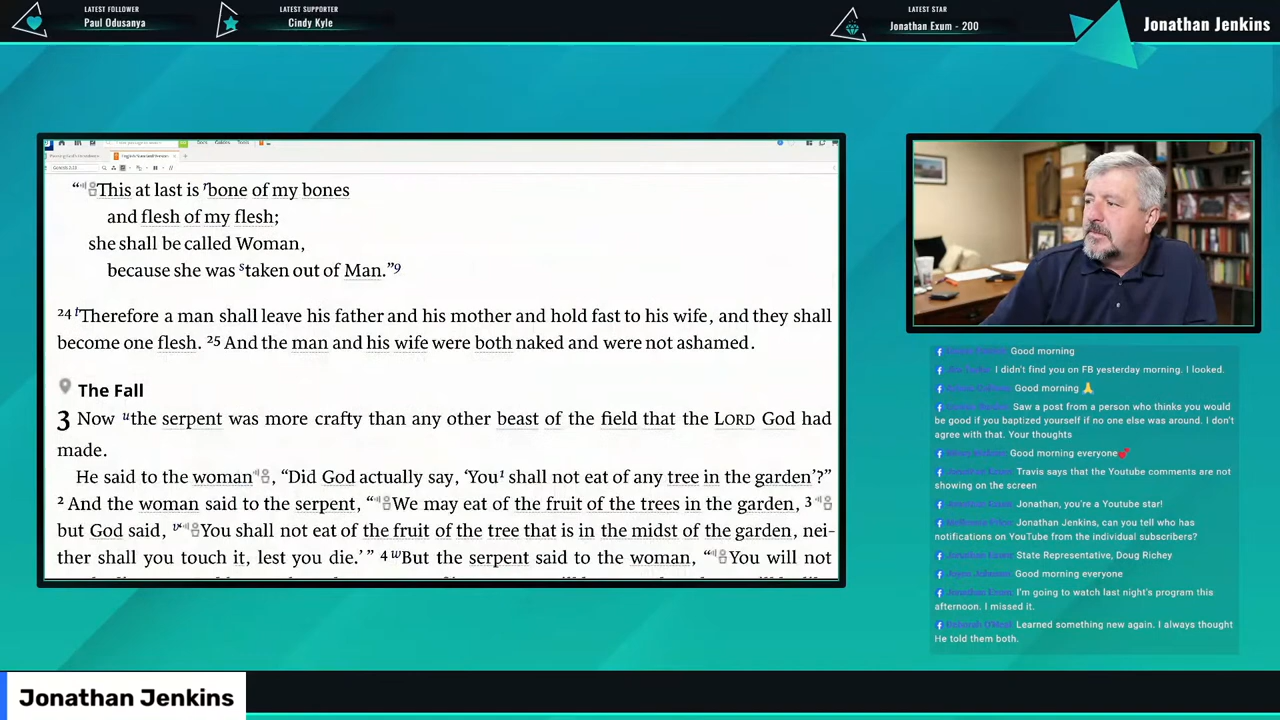 LATEST FOLLOWER
Paul Odusanya
LATEST SUPPORTER
Cindy Kyle
LATEST STAR
Jonathan Exum - 200
Jonathan Jenkins
“This at last is ʳbone of my bones
and flesh of my flesh;
she shall be called Woman,
because she was ˢtaken out of Man.”⁹
24 ᵗTherefore a man shall leave his father and his mother and hold fast to his wife, and they shall
become one flesh. 25 And the man and his wife were both naked and were not ashamed.
The Fall
3 Now ᵘthe serpent was more crafty than any other beast of the field that the LORD God had
made.
He said to the woman, “Did God actually say, ‘You¹ shall not eat of any tree in the garden’?”
2 And the woman said to the serpent, “We may eat of the fruit of the trees in the garden, 3
but God said, ᵛ‘You shall not eat of the fruit of the tree that is in the midst of the garden, nei-
ther shall you touch it, lest you die.’” 4 ʷBut the serpent said to the woman, “You will not
Good morning
I didn't find you on FB yesterday morning. I looked.
Good morning 🙏
Saw a post from a person who thinks you would
be good if you baptized yourself if no one else was around. I don't
agree with that. Your thoughts
Good morning everyone💕
Travis says that the Youtube comments are not
showing on the screen
Jonathan, you're a Youtube star!
Jonathan Jenkins, can you tell who has
notifications on YouTube from the individual subscribers?
State Representative, Doug Richey
Good morning everyone
I'm going to watch last night's program this
afternoon. I missed it.
Learned something new again. I always thought
He told them both.
Jonathan Jenkins